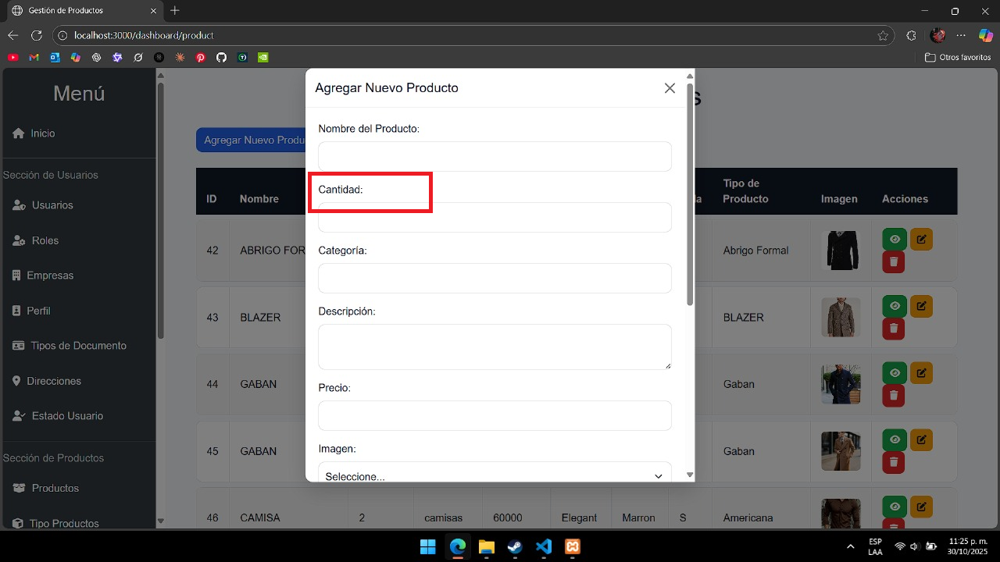 Gestión de Productos
localhost:3000/dashboard/product
Otros favoritos
Menú
Inicio
Sección de Usuarios
Usuarios
Roles
Empresas
Perfil
Tipos de Documento
Direcciones
Estado Usuario
Sección de Productos
Productos
Tipo Productos
s
Agregar Nuevo Produ
Agregar Nuevo Producto
Nombre del Producto:
Cantidad:
Categoría:
Descripción:
Precio:
Imagen:
Seleccione...
ID Nombre la Tipo de Producto Imagen Acciones
42 ABRIGO FOR Abrigo Formal
43 BLAZER BLAZER
44 GABAN Gaban
45 GABAN Gaban
46 CAMISA 2 camisas 60000 Elegant Marron S Americana
ESP
LAA
11:25 p. m.
30/10/2025